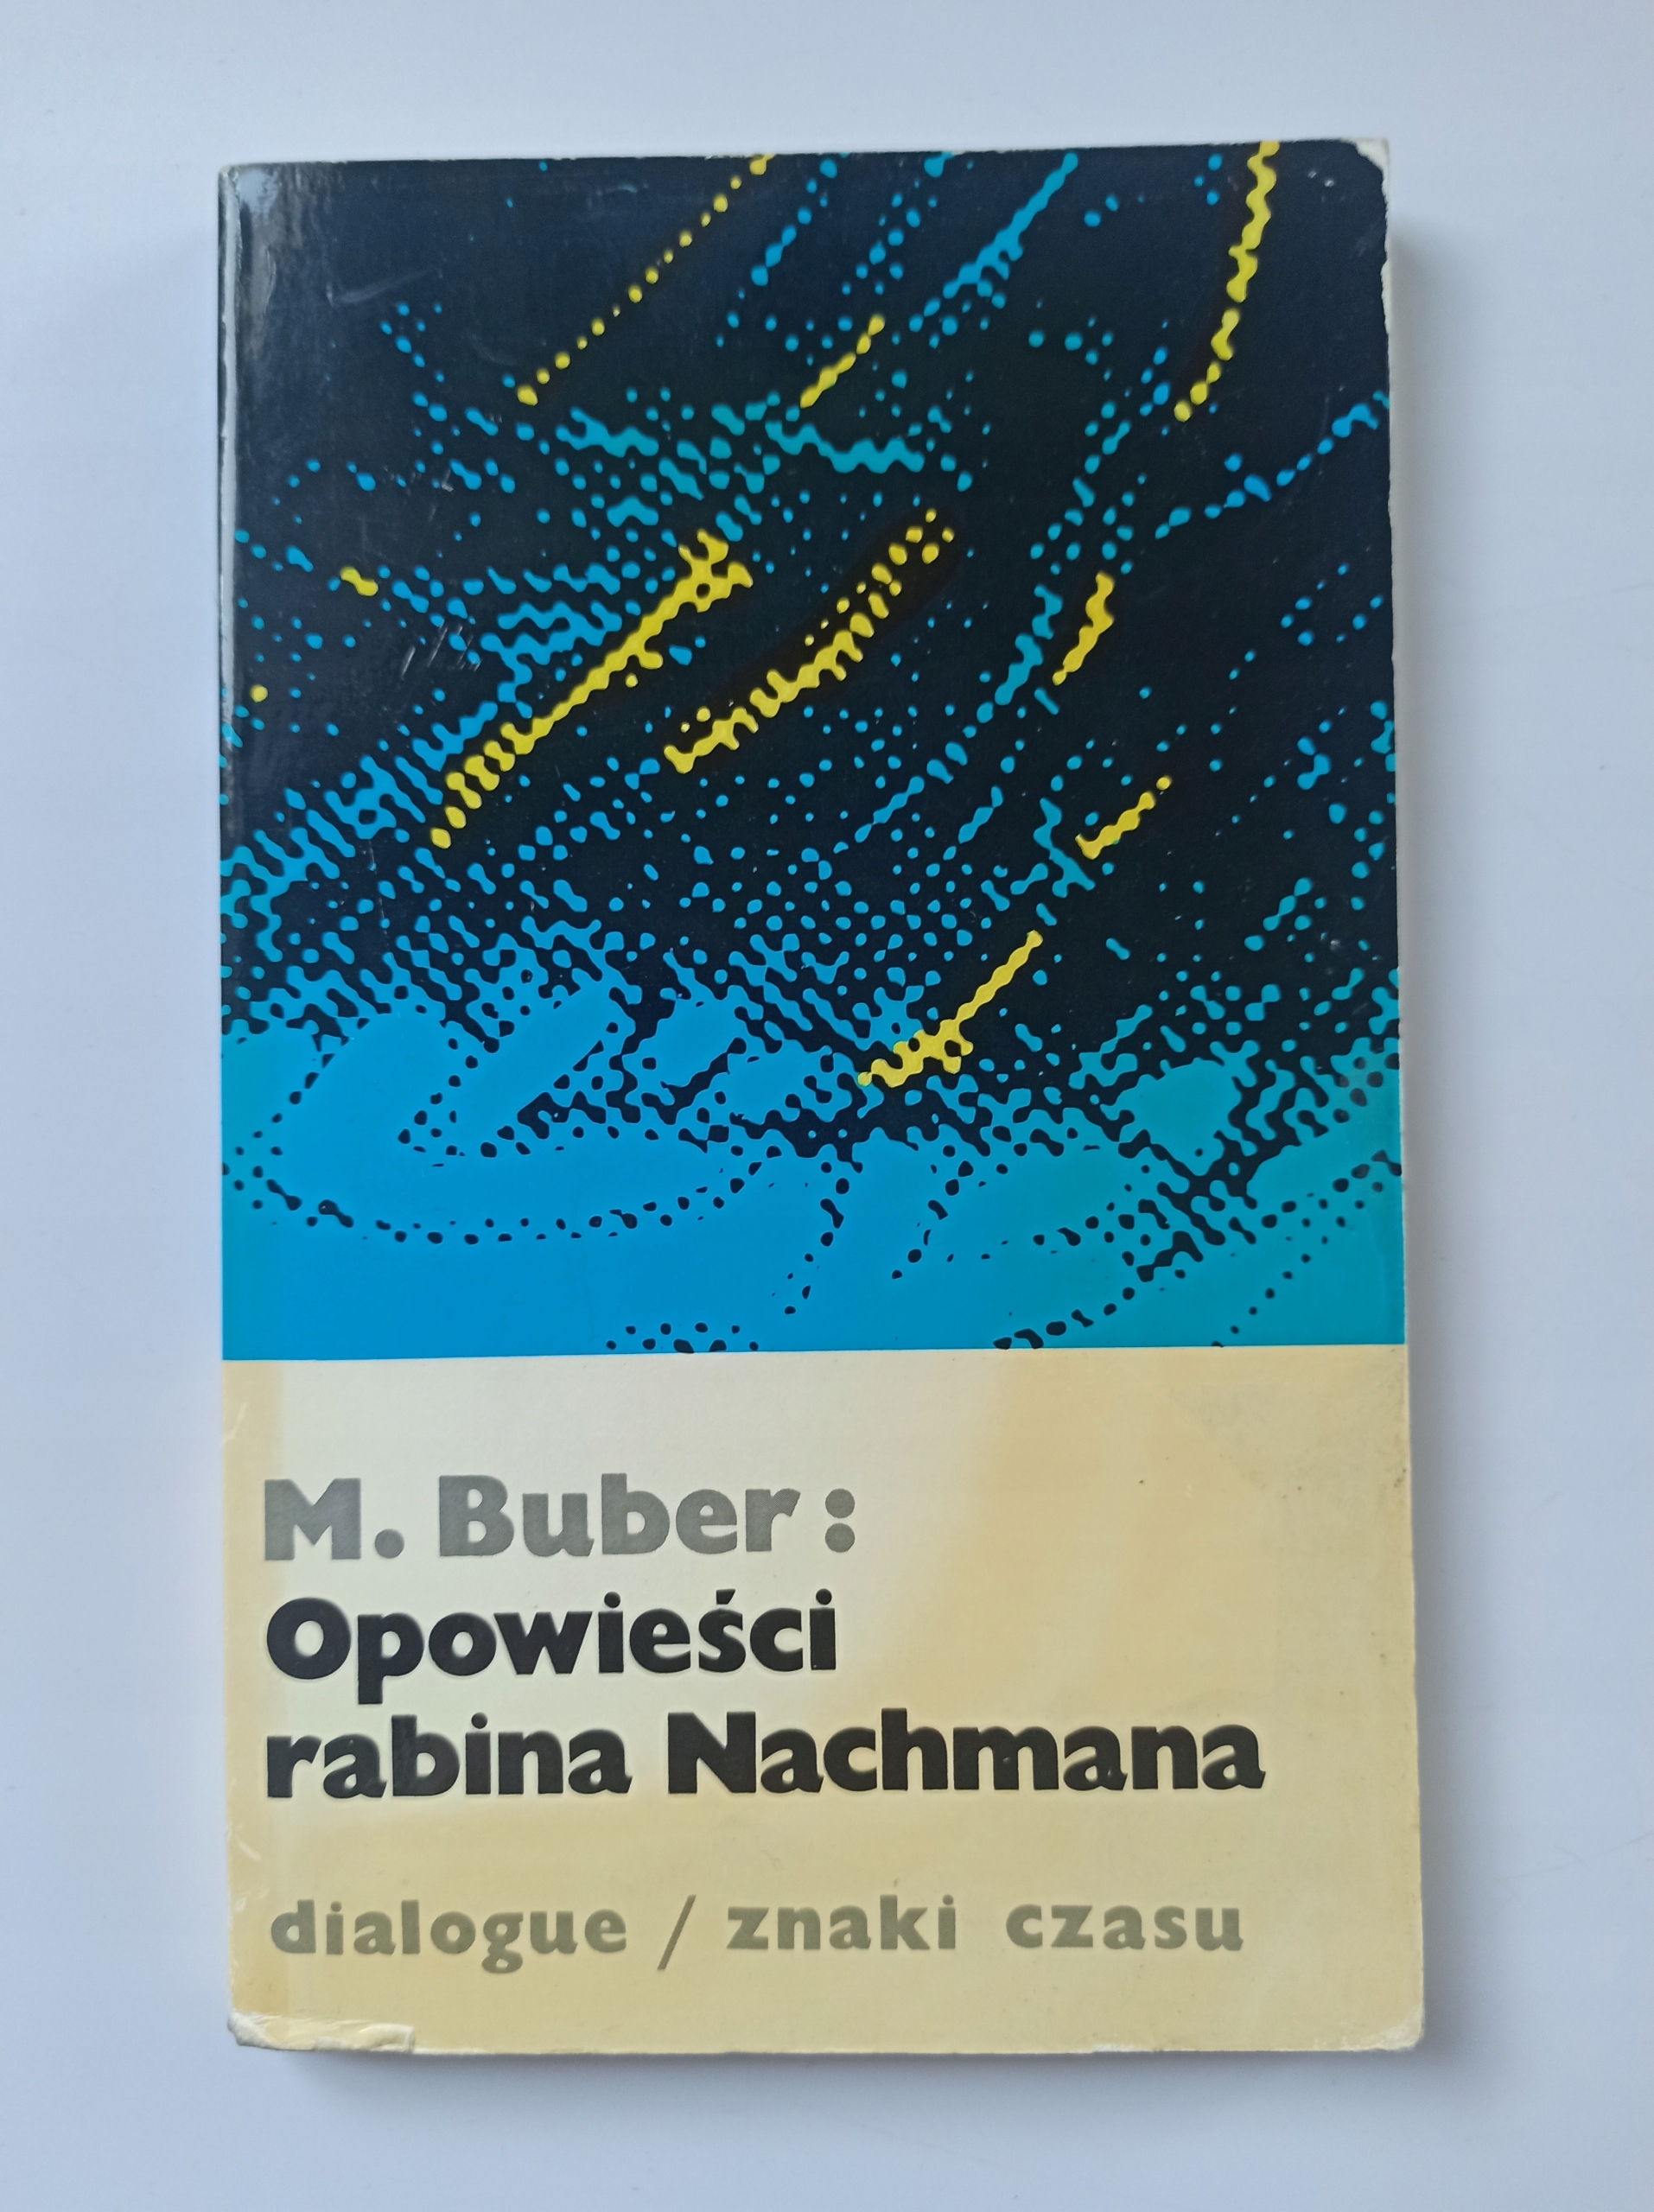 M. Buber:
Opowieści
rabina Nachmana
dialogue / znaki czasu